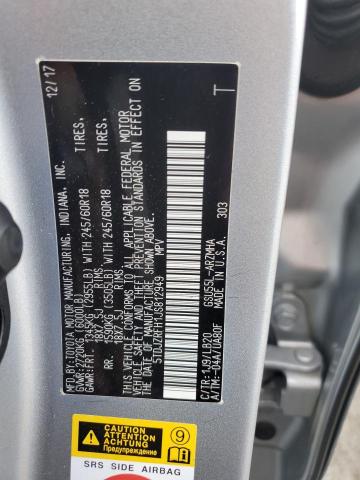 MFD.BY: TOYOTA MOTOR MANUFACTURING, INDIANA, INC. 12/17
GVWR: 2720KG (6000LB)
GAWR: FRT. 1345KG (2955LB) WITH 245/60R18 TIRES,
18X7.5J RIMS
RR. 1590KG (3505LB) WITH 245/60R18 TIRES,
18X7.5J RIMS
THIS VEHICLE CONFORMS TO ALL APPLICABLE FEDERAL MOTOR
VEHICLE SAFETY AND THEFT PREVENTION STANDARDS IN EFFECT ON
THE DATE OF MANUFACTURE SHOWN ABOVE.
5TDJZRFH1JS812949 MPV
C/TR:1J9/LB20 GSU55L-ARZMHA T
A/TM:-04A/UA80F MADE IN U.S.A. 303
CAUTION
ATTENTION
ACHTUNG
Предупреждение
9
SRS SIDE AIRBAG